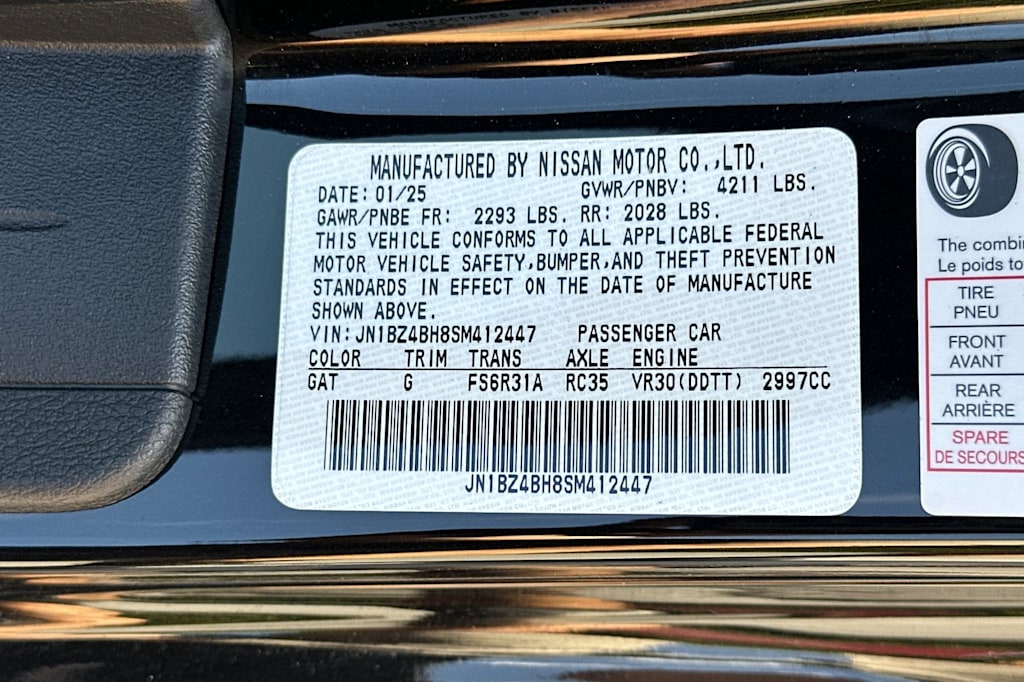 MANUFACTURED BY NISSAN MOTOR CO.,LTD.
DATE: 01/25 GVWR/PNBV: 4211 LBS.
GAWR/PNBE FR: 2293 LBS. RR: 2028 LBS.
THIS VEHICLE CONFORMS TO ALL APPLICABLE FEDERAL
MOTOR VEHICLE SAFETY,BUMPER,AND THEFT PREVENTION
STANDARDS IN EFFECT ON THE DATE OF MANUFACTURE
SHOWN ABOVE.
VIN:JN1BZ4BH8SM412447 PASSENGER CAR
COLOR TRIM TRANS AXLE ENGINE
GAT G FS6R31A RC35 VR30(DDTT) 2997CC
JN1BZ4BH8SM412447
The combi
Le poids to
TIRE
PNEU
FRONT
AVANT
REAR
ARRIÈRE
SPARE
DE SECOURS